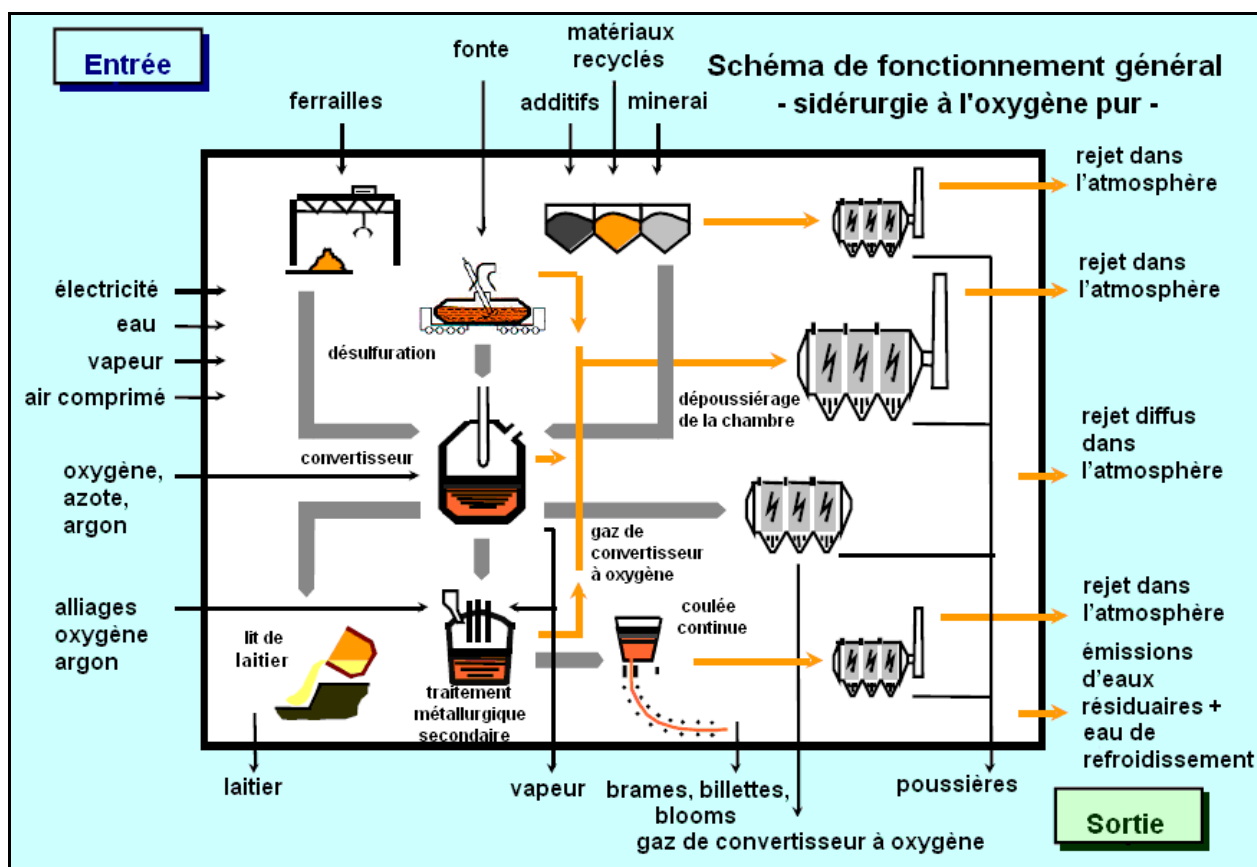 Entrée
fonte
matériaux
recyclés
Schéma de fonctionnement général
- sidérurgie à l'oxygène pur -
ferrailles
additifs
minerai
rejet dans
l'atmosphère
électricité
eau
vapeur
air comprimé
désulfuration
rejet dans
l'atmosphère
dépoussiérage
de la chambre
convertisseur
rejet diffus
dans
l'atmosphère
oxygène,
azote,
argon
gaz de
convertisseur
à oxygène
alliages
oxygène
argon
lit de
laitier
coulée
continue
rejet dans
l'atmosphère
traitement
métallurgique
secondaire
émissions
d'eaux
résiduaires +
eau de
refroidissement
laitier
vapeur
brames, billettes,
blooms
poussières
gaz de convertisseur à oxygène
Sortie